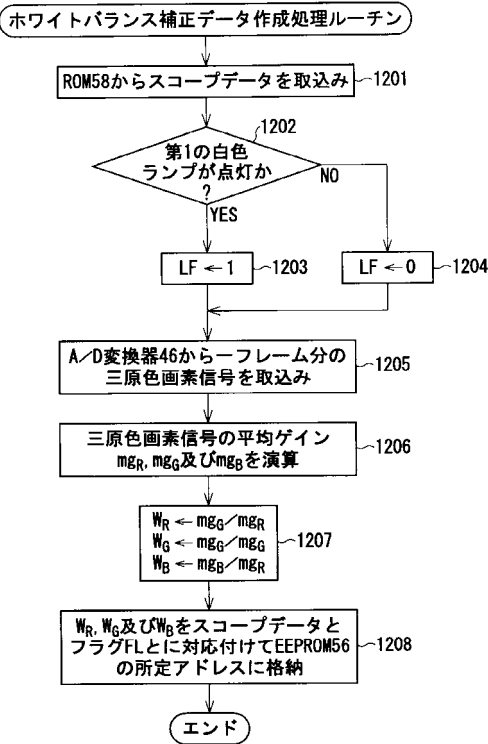 ホワイトバランス補正データ作成処理ルーチン
ROM58からスコープデータを取込み
1201
1202
第1の白色
ランプが点灯か
?
NO
YES
LF←1
1203
LF←0
1204
A/D変換器46から一フレーム分の
三原色画素信号を取込み
1205
三原色画素信号の平均ゲイン
mgR,mgG及びmgBを演算
1206
WR←mgG/mgR
WG←mgG/mgG
WB←mgB/mgR
1207
WR,WG及びWBをスコープデータと
フラグFLとに対応付けてEEPROM56
の所定アドレスに格納
1208
エンド